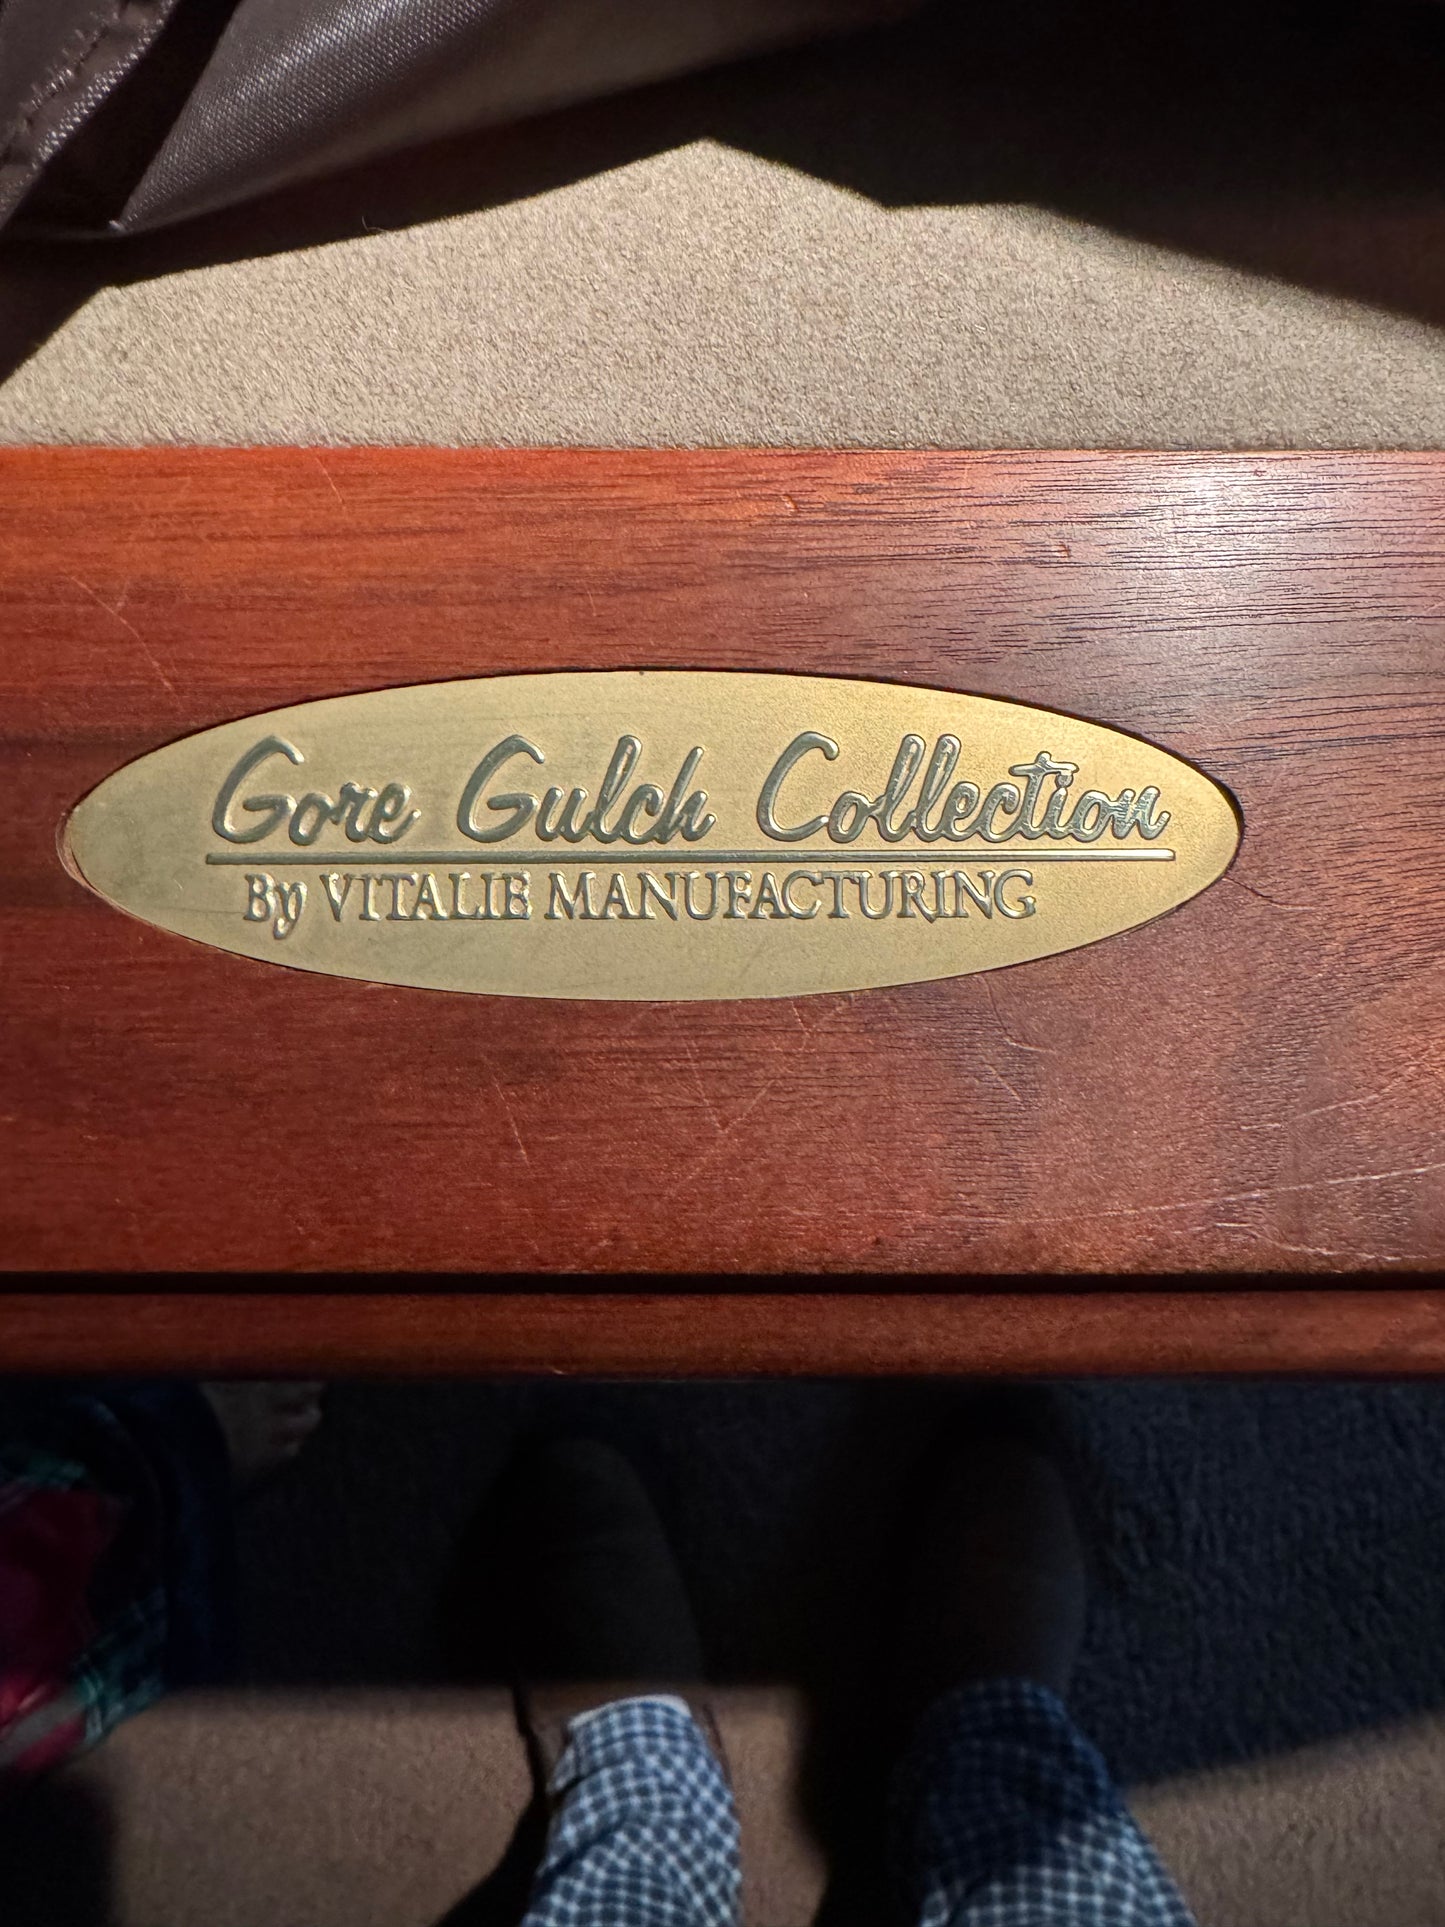 Gore Gulch Collection
By VITALIE MANUFACTURING